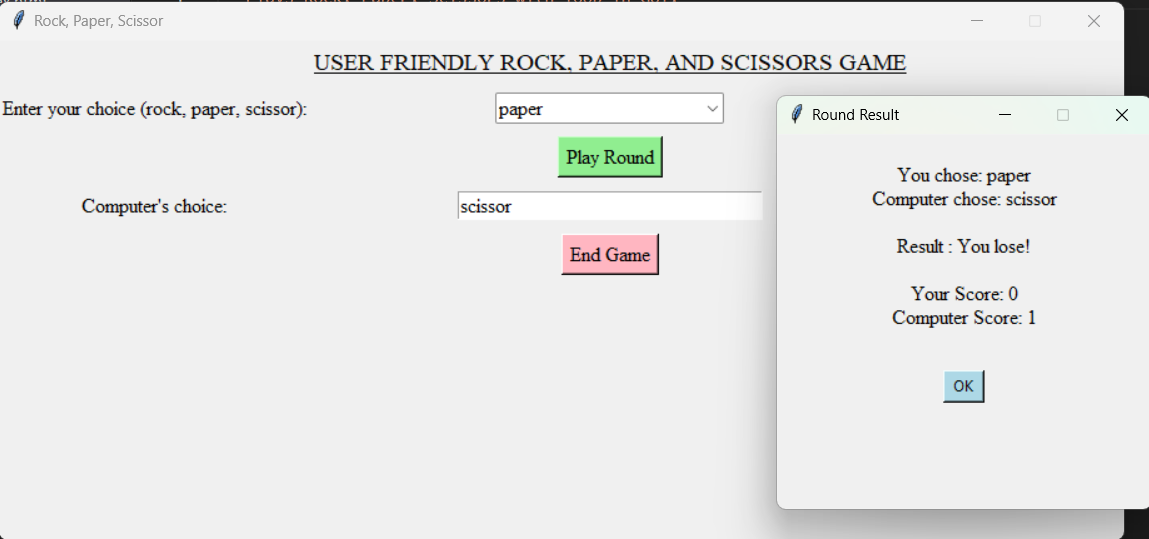 Rock, Paper, Scissor
USER FRIENDLY ROCK, PAPER, AND SCISSORS GAME
Enter your choice (rock, paper, scissor):
paper
Play Round
Computer's choice:
scissor
End Game
Round Result
You chose: paper
Computer chose: scissor
Result : You lose!
Your Score: 0
Computer Score: 1
OK